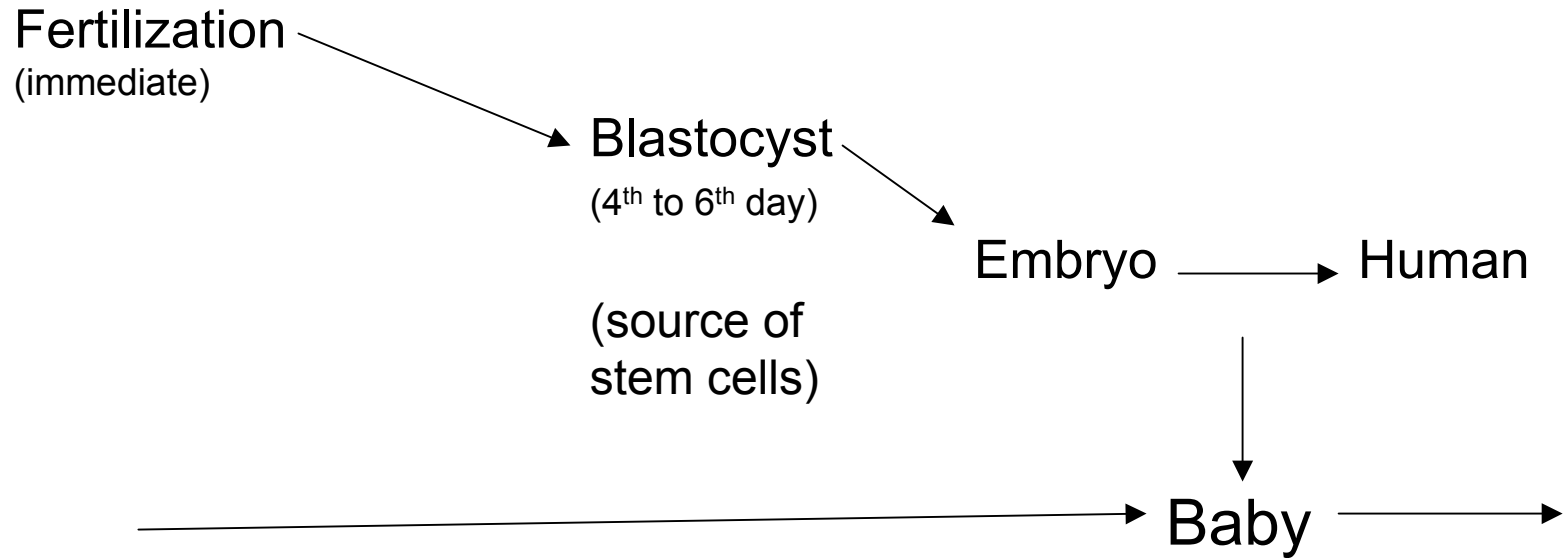 Fertilization
(immediate)
Blastocyst
(4th to 6th day)
Embryo
Human
(source of
stem cells)
Baby